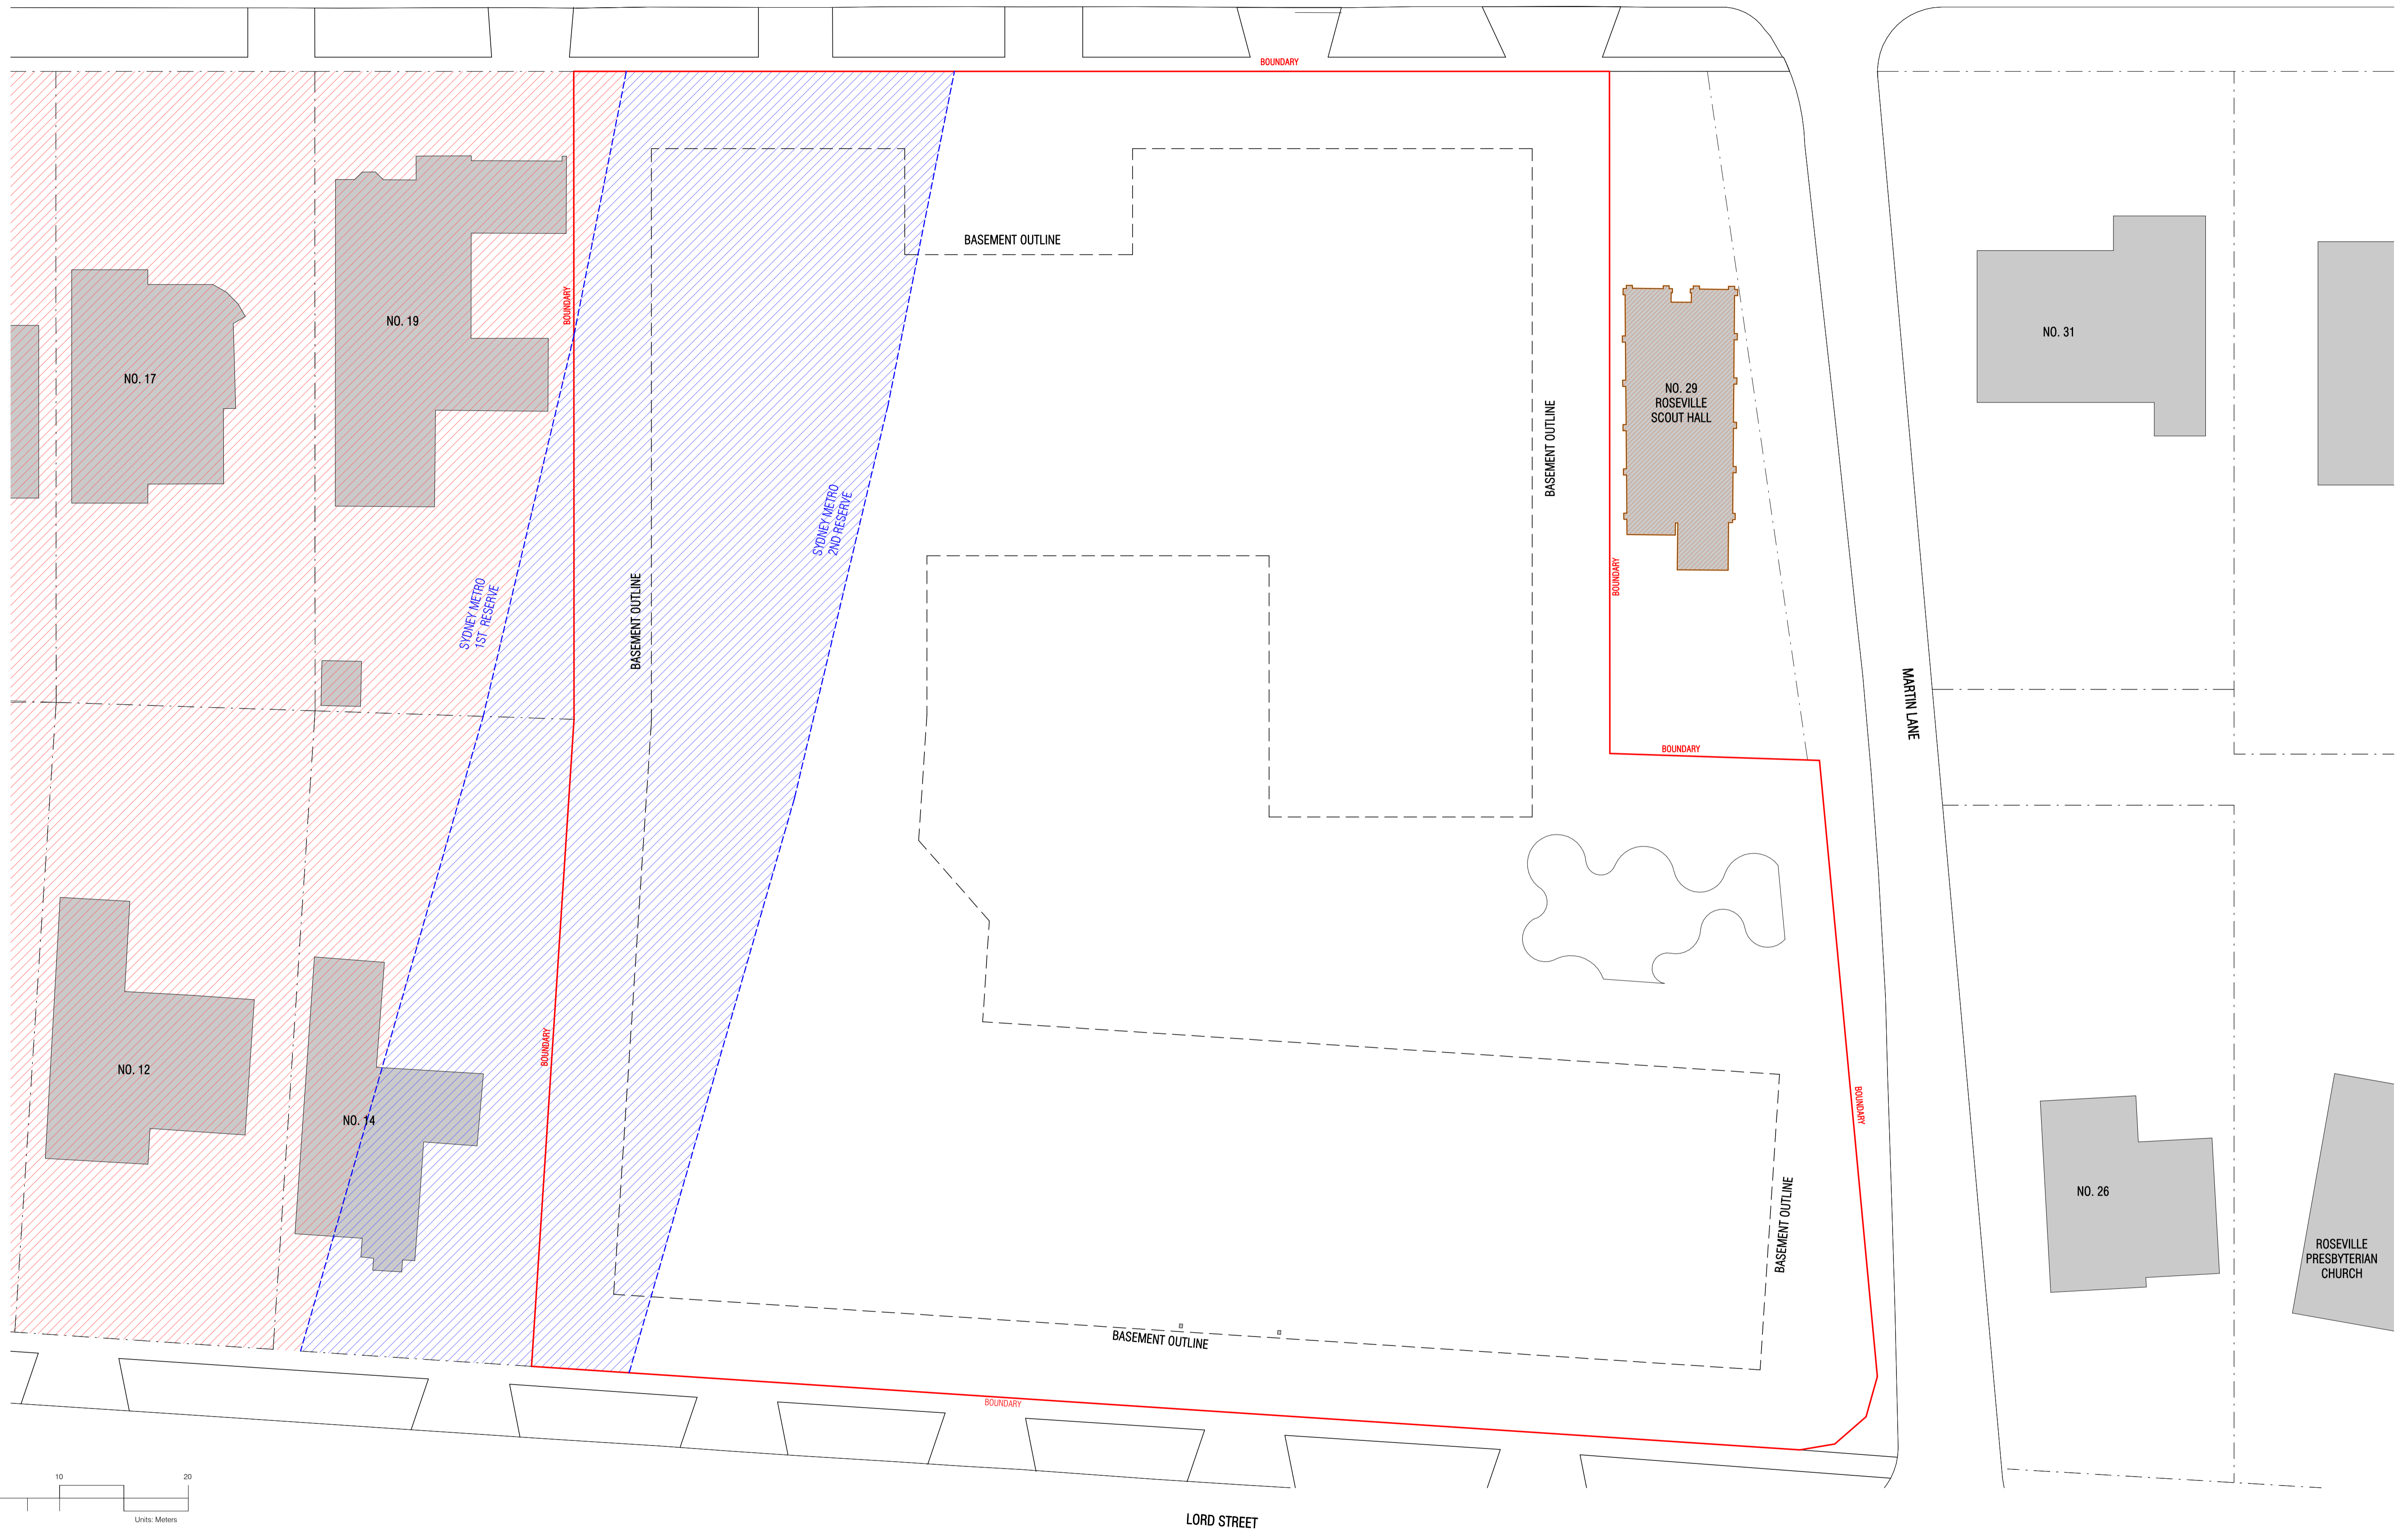 BOUNDARY
BASEMENT OUTLINE
BOUNDARY
NO. 19
NO. 31
NO. 17
NO. 29
ROSEVILLE
SCOUT HALL
BASEMENT OUTLINE
SYDNEY METRO
2ND RESERVE
BOUNDARY
SYDNEY METRO
1ST RESERVE
BASEMENT OUTLINE
MARTIN LANE
BOUNDARY
BOUNDARY
NO. 12
NO. 14
BOUNDARY
NO. 26
BASEMENT OUTLINE
ROSEVILLE
PRESBYTERIAN
CHURCH
BASEMENT OUTLINE
BOUNDARY
10 20
Units: Meters
LORD STREET